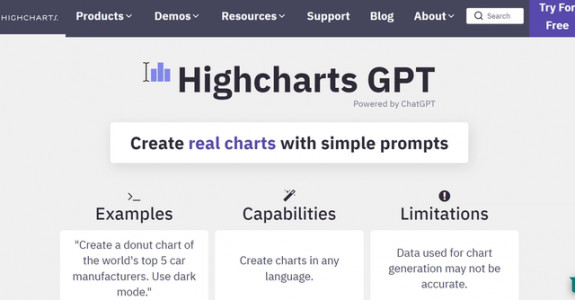 HIGHCHARTS
Products Demos Resources Support Blog About Search Try For
Free
Highcharts GPT
Powered by ChatGPT
Create real charts with simple prompts
Examples
Capabilities
Limitations
"Create a donut chart of
the world's top 5 car
manufacturers. Use dark
mode."
Create charts in any
language.
Data used for chart
generation may not be
accurate.